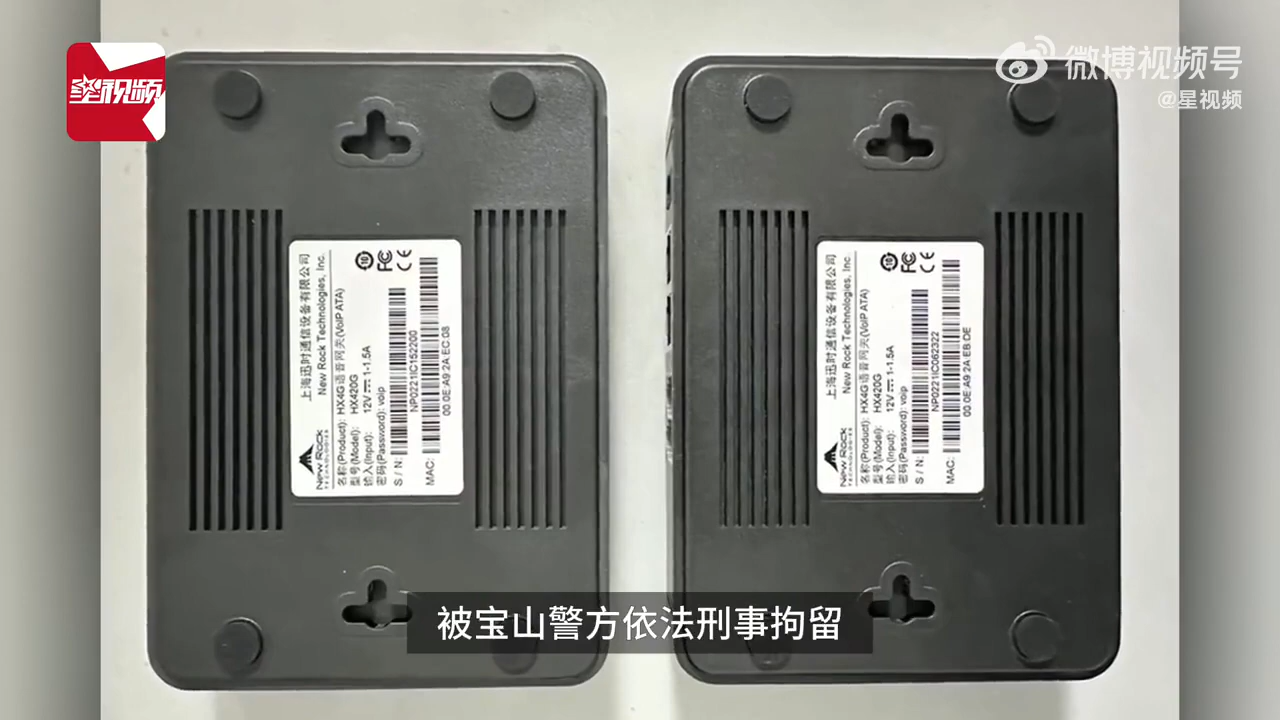 星视频
微博视频号
@星视频
上海迅时通信设备有限公司
New Rock Technologies, Inc.
New Rock
TECHNOLOGIES
名称(Product): HX4G语音网关(VoIP ATA)
型号(Model): HX420G
输入(Input): 12V 1-1.5A
密码(Password): voip
S / N:
NP0221IC152200
MAC:
00:0E:A9:2A:EC:08
上海迅时通信设备有限公司
New Rock Technologies, Inc.
New Rock
TECHNOLOGIES
名称(Product): HX4G语音网关(VoIP ATA)
型号(Model): HX420G
输入(Input): 12V 1-1.5A
密码(Password): voip
S / N:
NP0221IC062322
MAC:
00:0E:A9:2A:EB:DE
被宝山警方依法刑事拘留